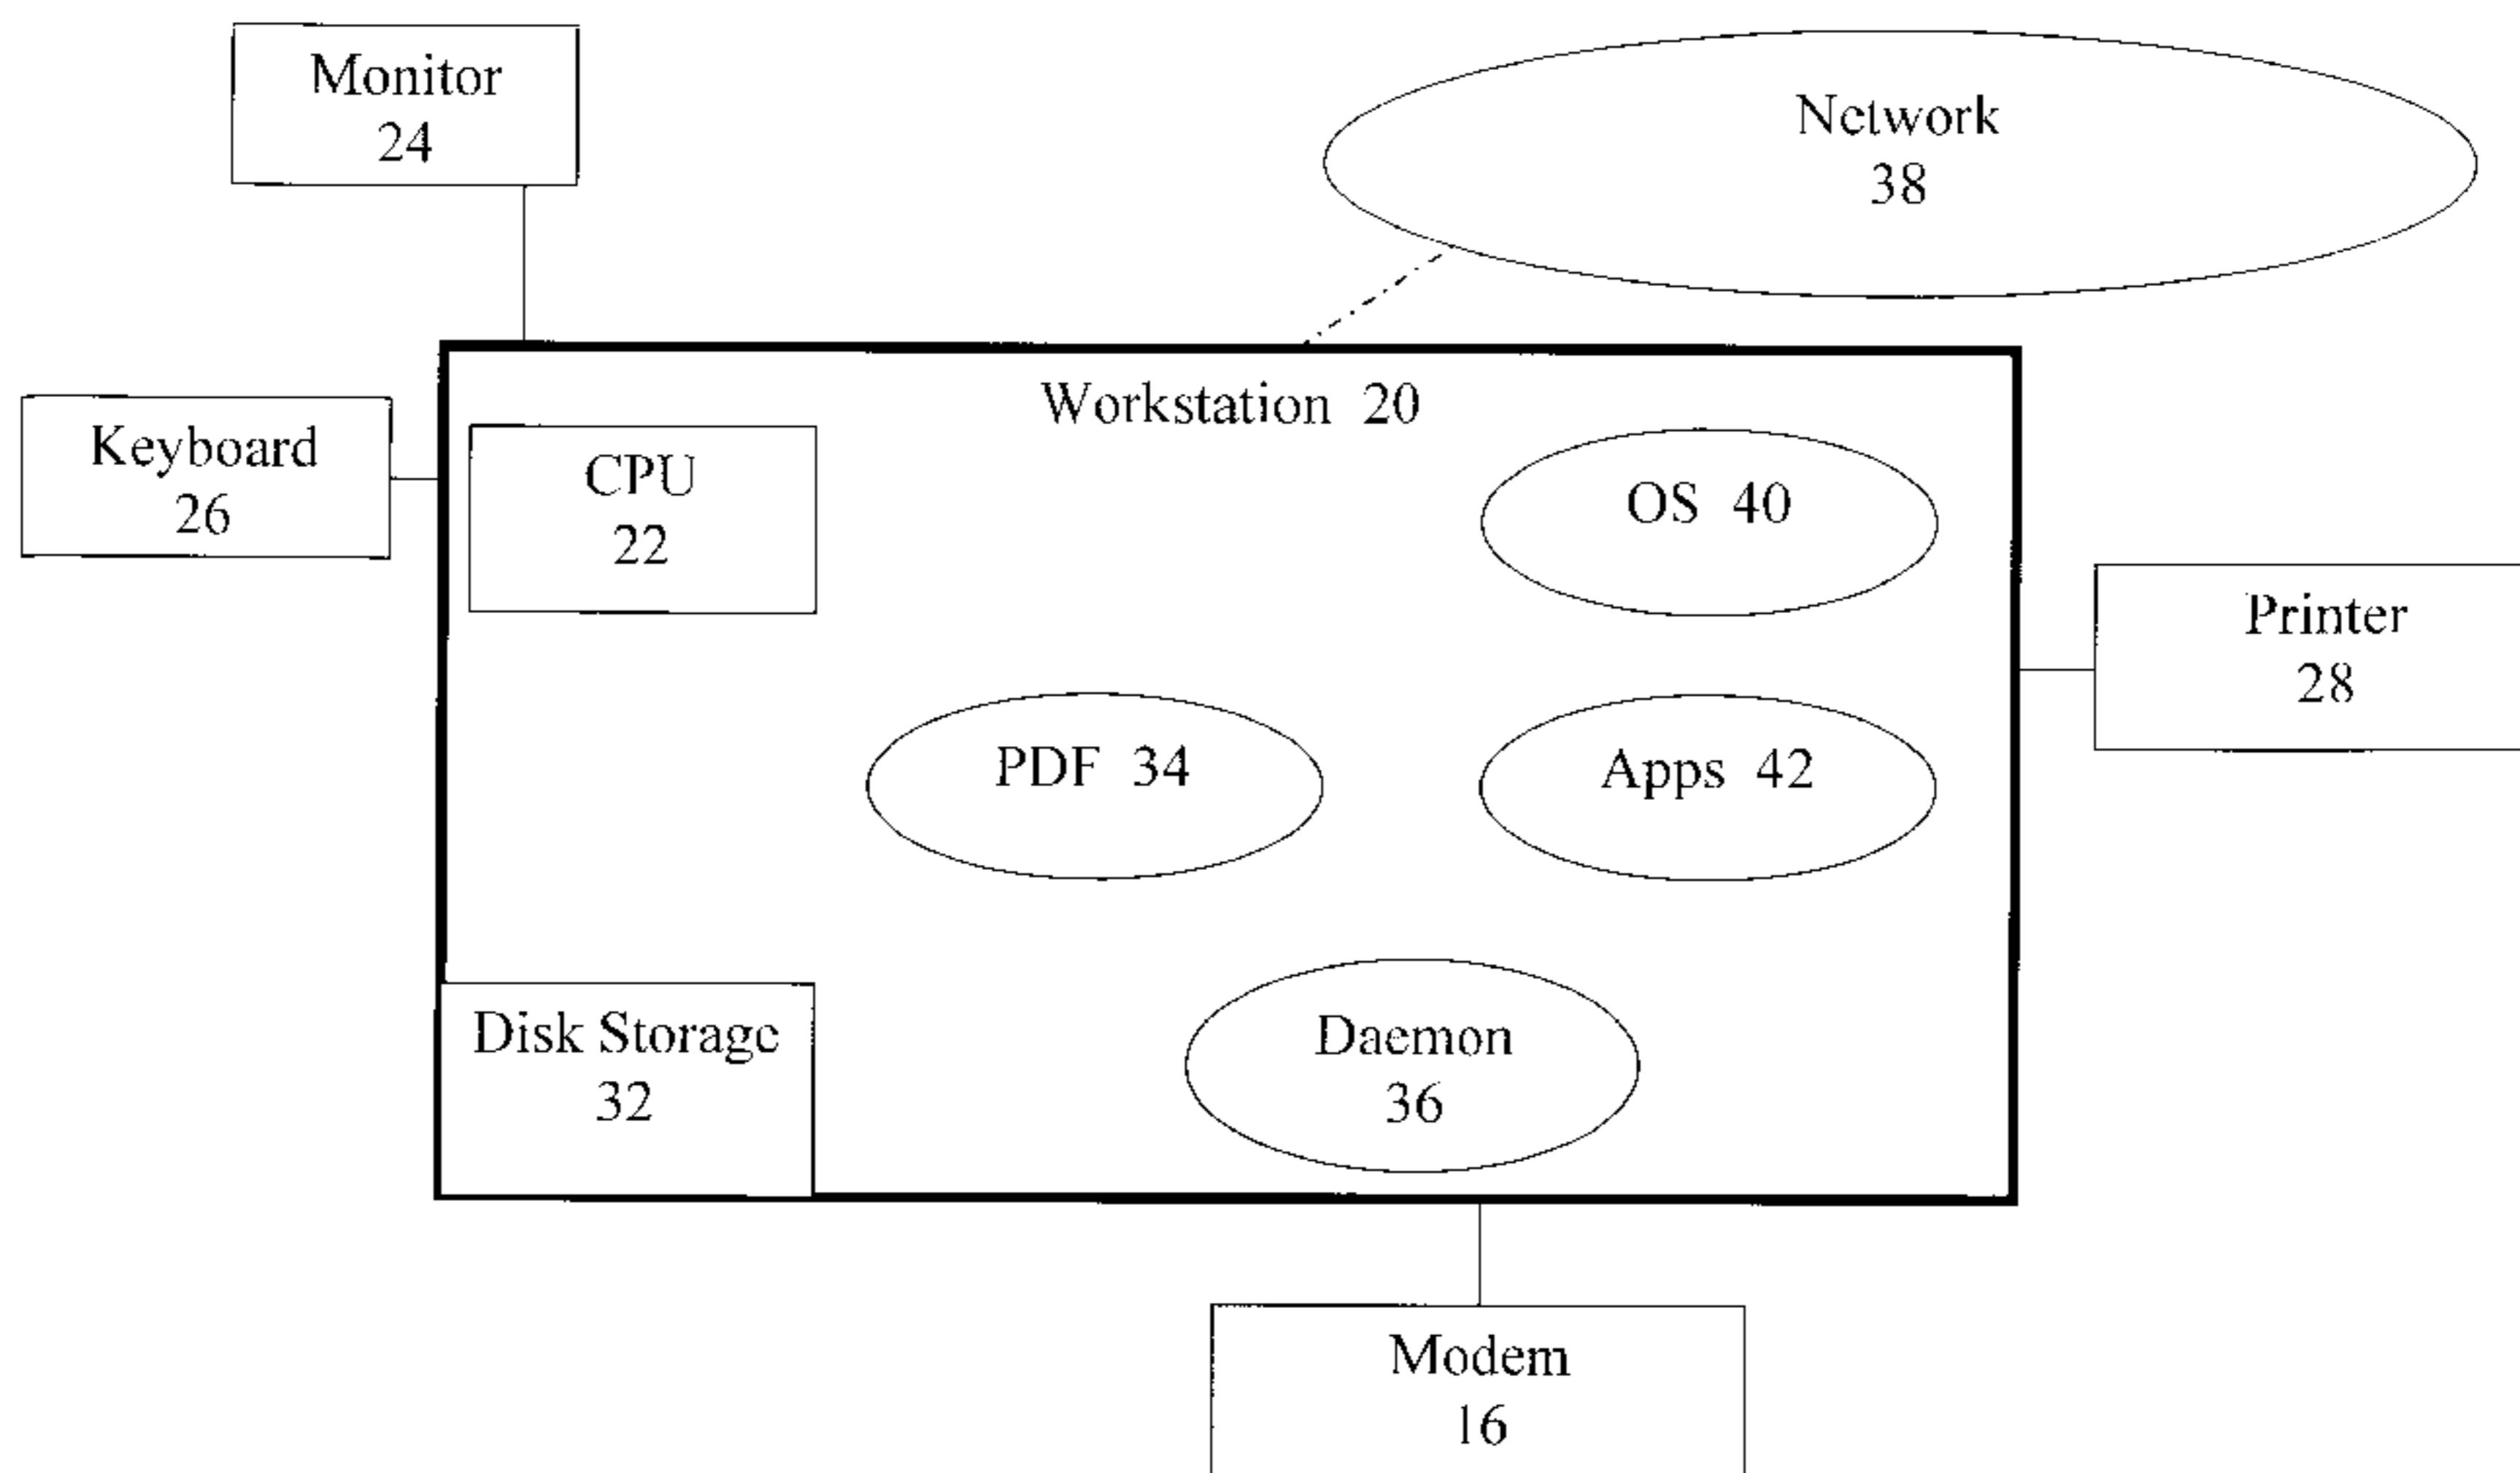 Monitor
24
Network
38
Workstation 20
Keyboard
26
CPU
22
OS 40
Printer
28
PDF 34
Apps 42
Disk Storage
32
Daemon
36
Modem
16